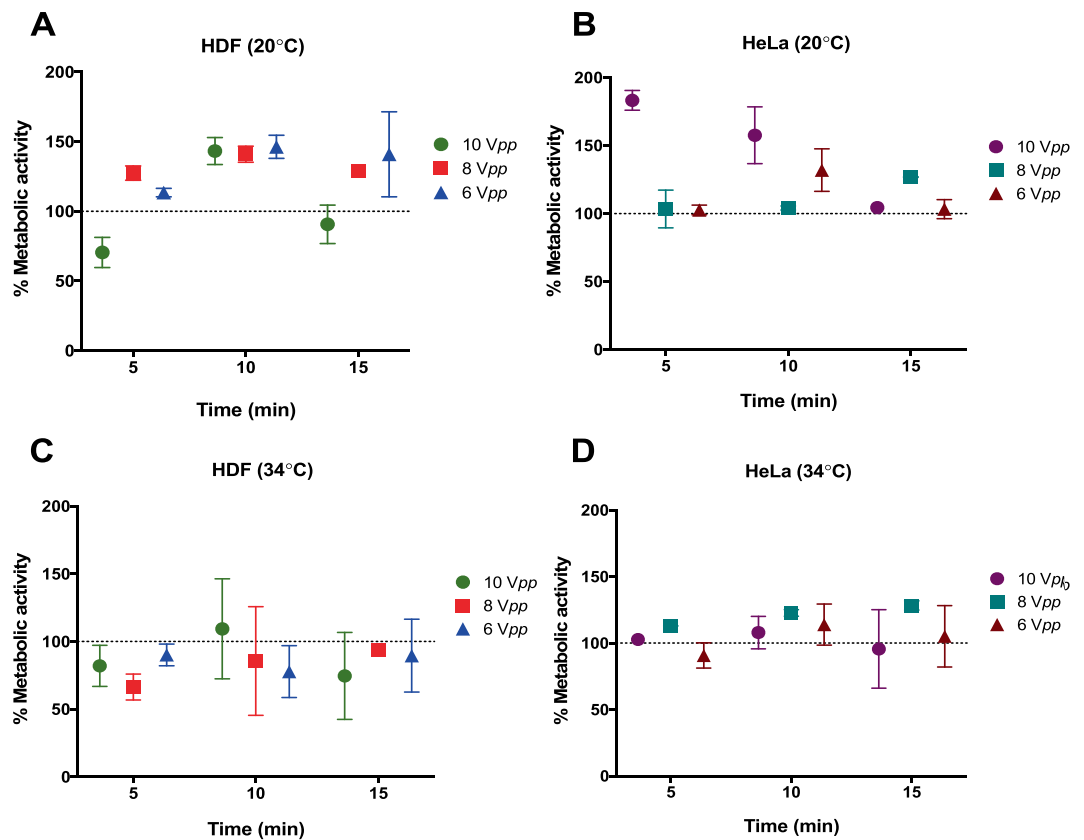 A
HDF (20°C)
% Metabolic activity
200
150
100
50
0
5
10
15
Time (min)
10 Vpp
8 Vpp
6 Vpp
B
HeLa (20°C)
% Metabolic activity
200
150
100
50
0
5
10
15
Time (min)
10 Vpp
8 Vpp
6 Vpp
C
HDF (34°C)
% Metabolic activity
200
150
100
50
0
5
10
15
Time (min)
10 Vpp
8 Vpp
6 Vpp
D
HeLa (34°C)
% Metabolic activity
200
150
100
50
0
5
10
15
Time (min)
10 Vpp
8 Vpp
6 Vpp